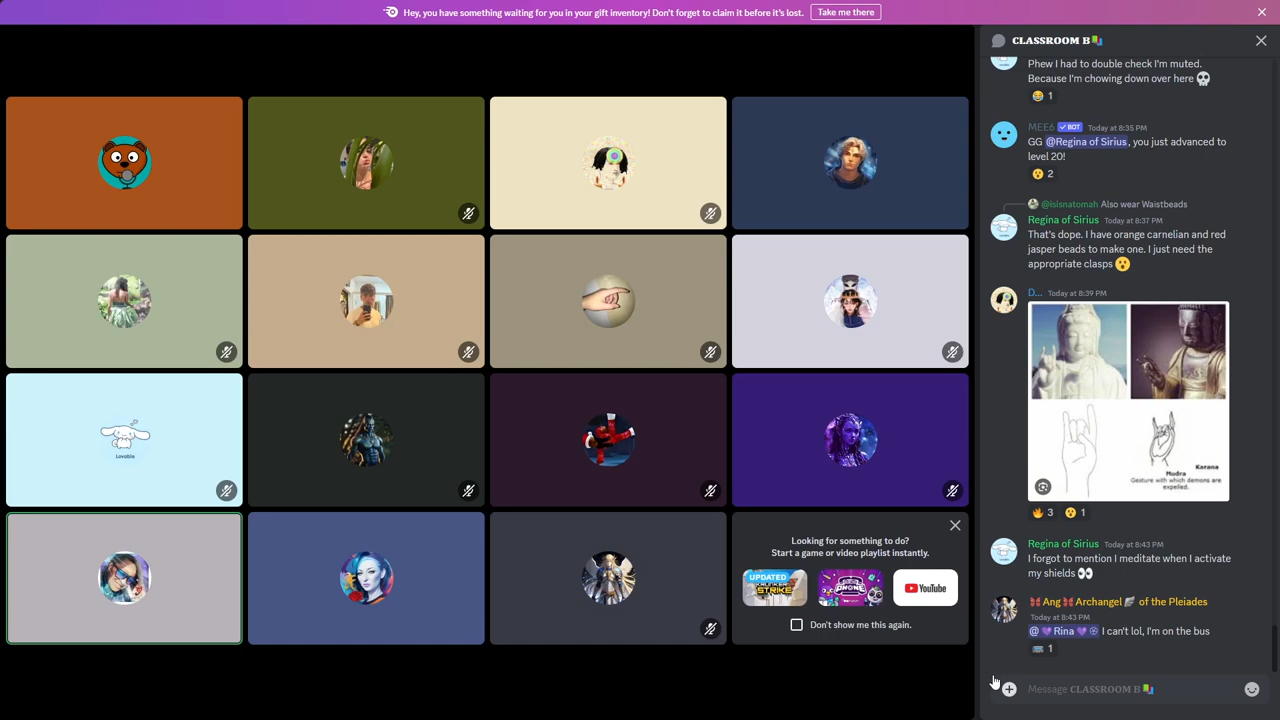 Hey, you have something waiting for you in your gift inventory! Don't forget to claim it before it's lost.
Take me there
CLASSROOM B
Phew I had to double check I'm muted.
Because I'm chowing down over here 💀
😂 1
MEE6 ✓ BOT Today at 8:35 PM
GG @Regina of Sirius, you just advanced to
level 20!
😮 2
@isisnatomah Also wear Waistbeads
Regina of Sirius Today at 8:37 PM
That's dope. I have orange carnelian and red
jasper beads to make one. I just need the
appropriate clasps 😮
D... Today at 8:39 PM
Mudra Karana
Gesture with which demons are
expelled.
🔥 3 😮 1
Regina of Sirius Today at 8:43 PM
I forgot to mention I meditate when I activate
my shields 👀
Ang Archangel of the Pleiades
Today at 8:43 PM
@💜Rina💜 I can't lol, I'm on the bus
1
Message CLASSROOM B
Lovable
Looking for something to do?
Start a game or video playlist instantly.
UPDATED
STRIKE
PHONE
YouTube
Don't show me this again.